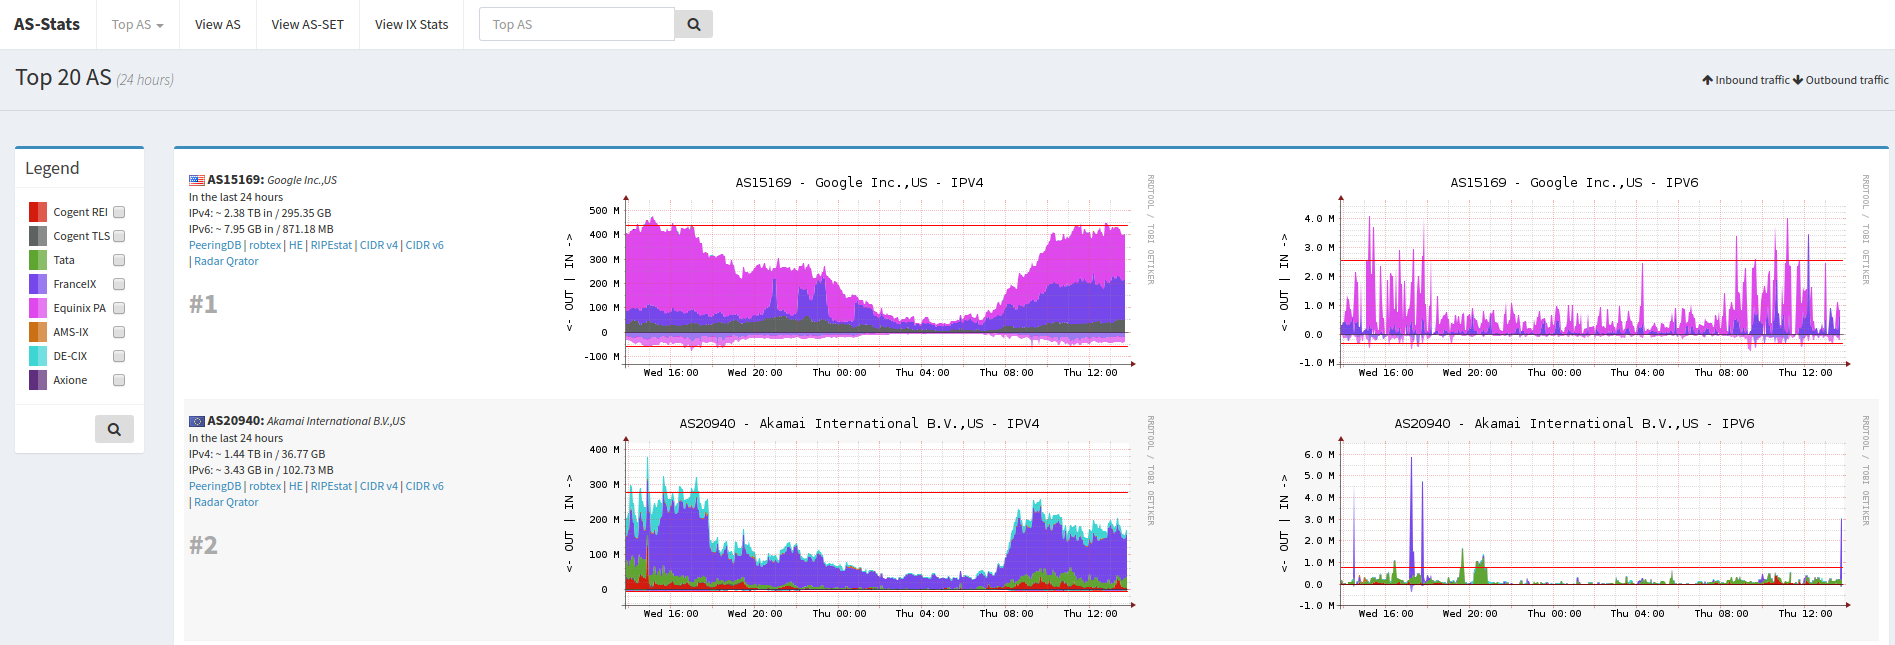 AS-Stats Top AS View AS View AS-SET View IX Stats Top AS
Top 20 AS (24 hours)
Inbound traffic Outbound traffic
Legend
Cogent REI
Cogent TLS
Tata
FranceIX
Equinix PA
AMS-IX
DE-CIX
Axione
AS15169: Google Inc.,US
In the last 24 hours
IPv4: ~ 2.38 TB in / 295.35 GB
IPv6: ~ 7.95 GB in / 871.18 MB
PeeringDB | robtex | HE | RIPEstat | CIDR v4 | CIDR v6
| Radar Qrator
#1
AS15169 - Google Inc.,US - IPV4
500 M
400 M
300 M
200 M
100 M
0
-100 M
<- OUT | IN ->
Wed 16:00 Wed 20:00 Thu 00:00 Thu 04:00 Thu 08:00 Thu 12:00
RRDTOOL / TOBI OETIKER
AS15169 - Google Inc.,US - IPV6
4.0 M
3.0 M
2.0 M
1.0 M
0.0
-1.0 M
<- OUT | IN ->
Wed 16:00 Wed 20:00 Thu 00:00 Thu 04:00 Thu 08:00 Thu 12:00
RRDTOOL / TOBI OETIKER
AS20940: Akamai International B.V.,US
In the last 24 hours
IPv4: ~ 1.44 TB in / 36.77 GB
IPv6: ~ 3.43 GB in / 102.73 MB
PeeringDB | robtex | HE | RIPEstat | CIDR v4 | CIDR v6
| Radar Qrator
#2
AS20940 - Akamai International B.V.,US - IPV4
400 M
300 M
200 M
100 M
0
<- OUT | IN ->
Wed 16:00 Wed 20:00 Thu 00:00 Thu 04:00 Thu 08:00 Thu 12:00
RRDTOOL / TOBI OETIKER
AS20940 - Akamai International B.V.,US - IPV6
6.0 M
5.0 M
4.0 M
3.0 M
2.0 M
1.0 M
0.0
-1.0 M
<- OUT | IN ->
Wed 16:00 Wed 20:00 Thu 00:00 Thu 04:00 Thu 08:00 Thu 12:00
RRDTOOL / TOBI OETIKER